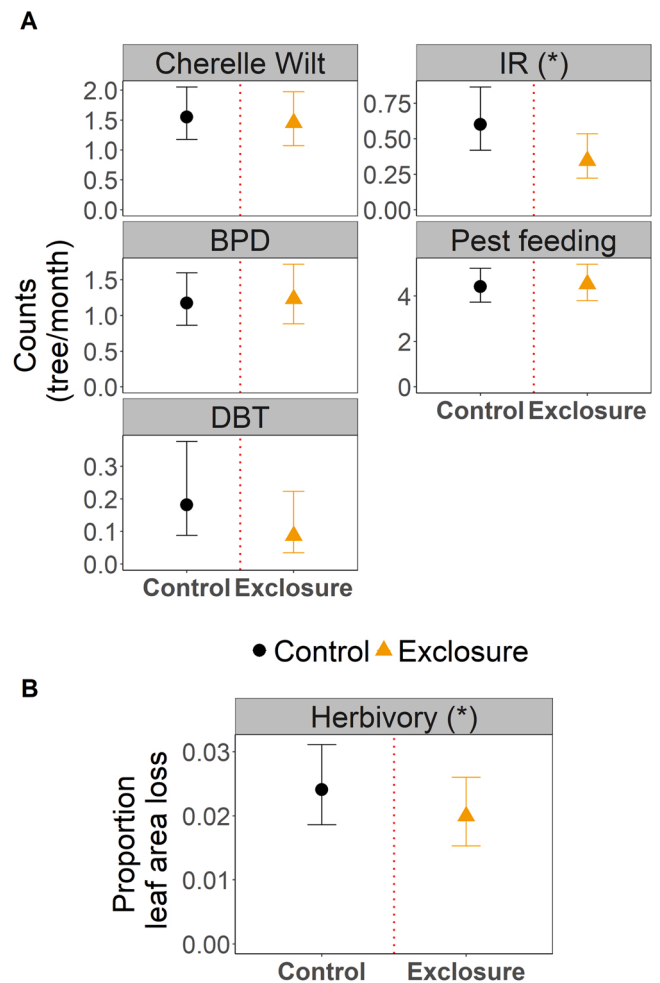 A
Cherelle Wilt
2.0
1.5
1.0
0.5
0.0
IR (*)
0.75
0.50
0.25
0.00
BPD
1.5
1.0
0.5
0.0
Pest feeding
4
2
0
Control Exclosure
DBT
0.3
0.2
0.1
0.0
Control Exclosure
Counts
(tree/month)
Control Exclosure
B
Herbivory (*)
0.03
0.02
0.01
0.00
Proportion
leaf area loss
Control Exclosure